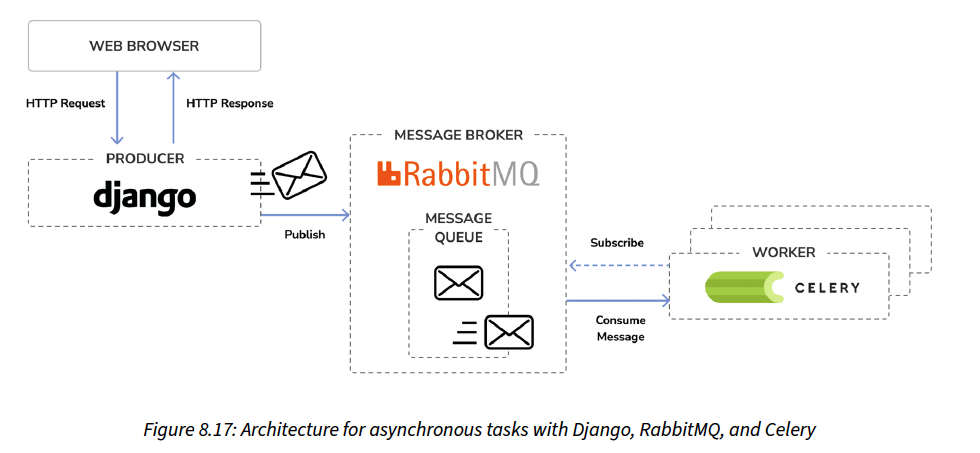 WEB BROWSER
HTTP Request
HTTP Response
PRODUCER
django
Publish
MESSAGE BROKER
RabbitMQ
MESSAGE
QUEUE
Subscribe
WORKER
CELERY
Consume
Message
Figure 8.17: Architecture for asynchronous tasks with Django, RabbitMQ, and Celery